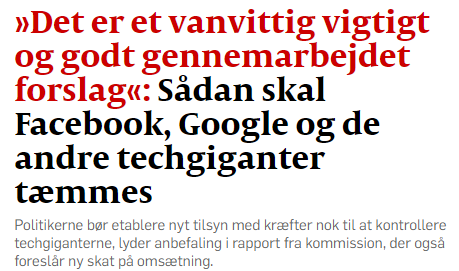 »Det er et vanvittig vigtigt
og godt gennemarbejdet
forslag«: Sådan skal
Facebook, Google og de
andre techgiganter
tæmmes
Politikerne bør etablere nyt tilsyn med kræfter nok til at kontrollere
techgiganterne, lyder anbefaling i rapport fra kommission, der også
foreslår ny skat på omsætning.